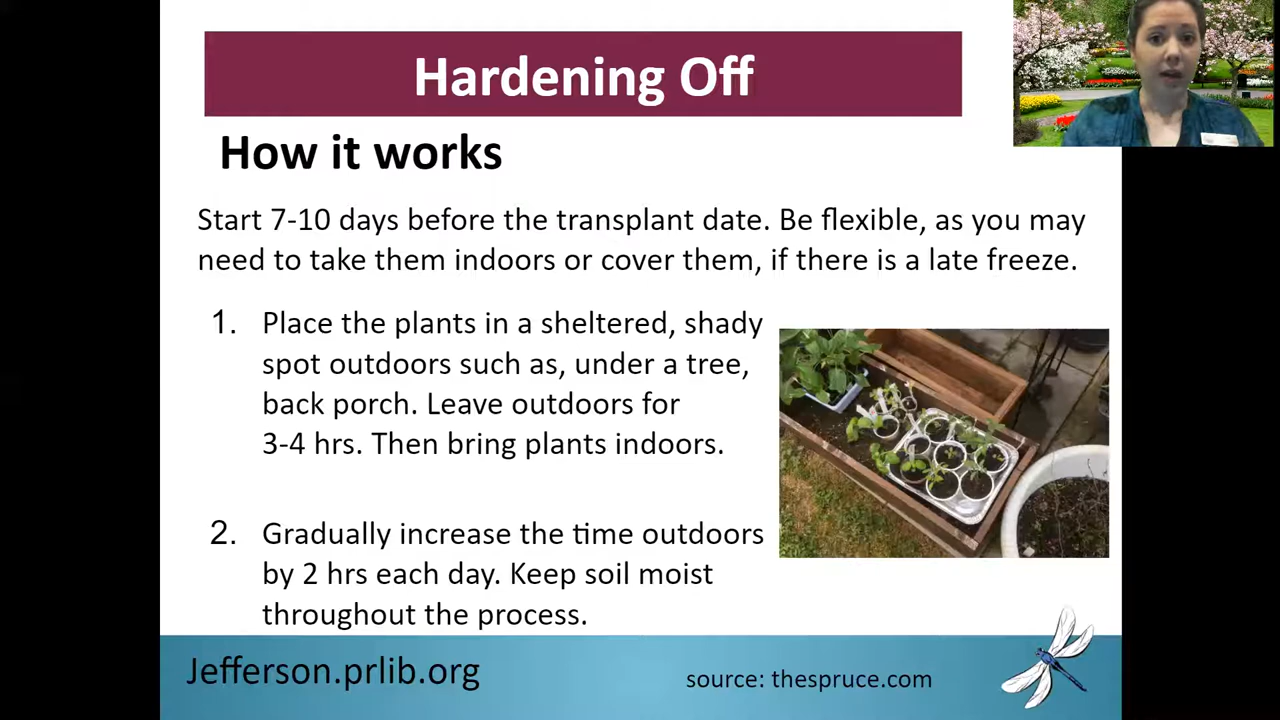 Hardening Off
How it works
Start 7-10 days before the transplant date. Be flexible, as you may
need to take them indoors or cover them, if there is a late freeze.
1. Place the plants in a sheltered, shady
spot outdoors such as, under a tree,
back porch. Leave outdoors for
3-4 hrs. Then bring plants indoors.
2. Gradually increase the time outdoors
by 2 hrs each day. Keep soil moist
throughout the process.
Jefferson.prlib.org
source: thespruce.com